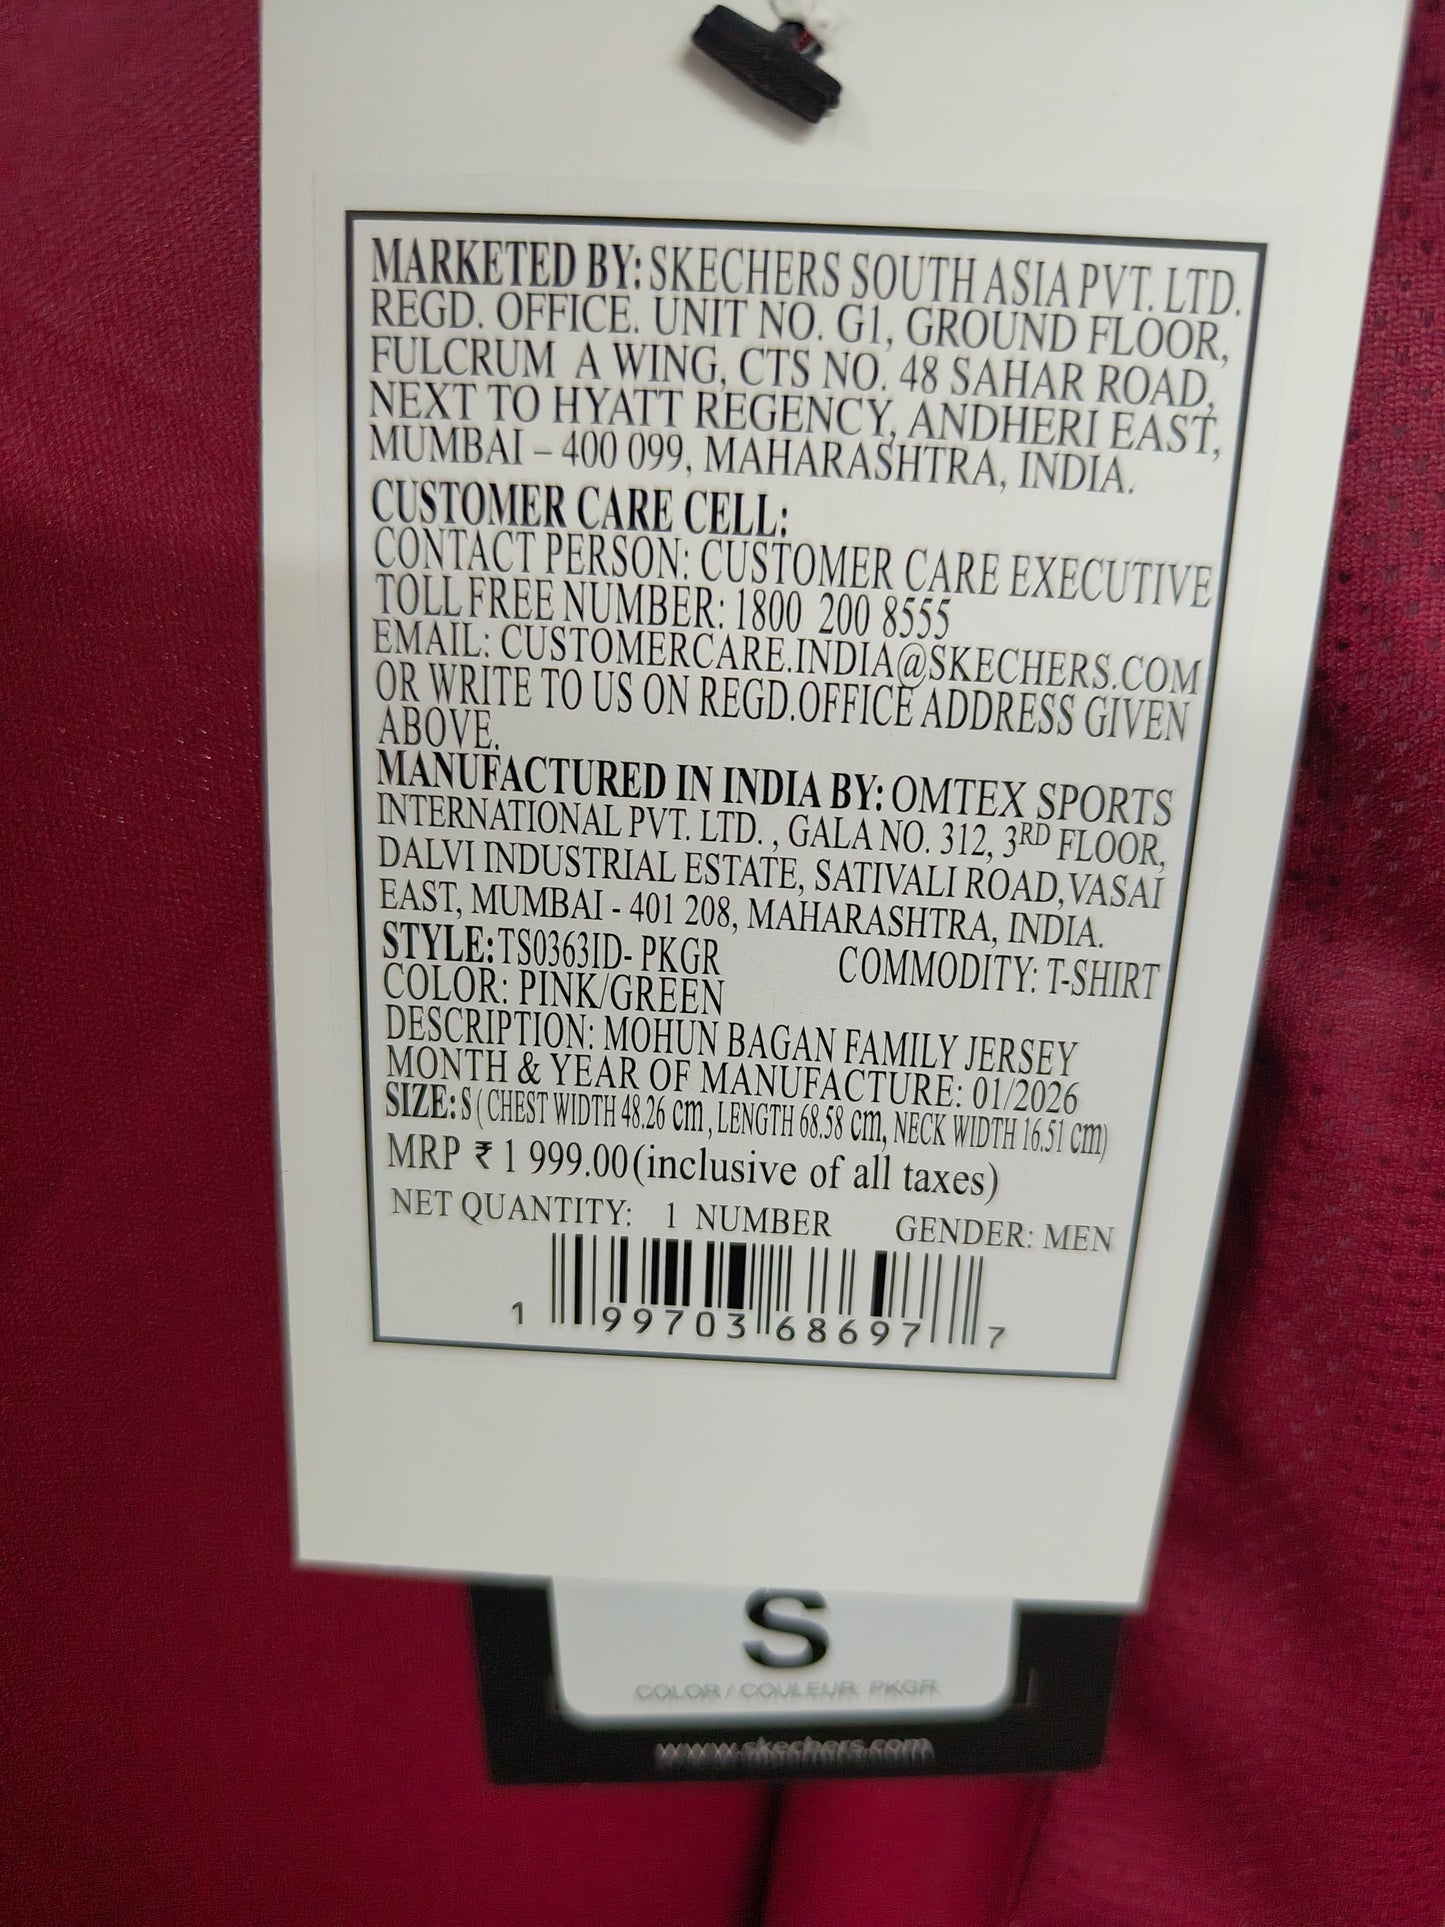 MARKETED BY: SKECHERS SOUTH ASIA PVT. LTD.
REGD. OFFICE. UNIT NO. G1, GROUND FLOOR,
FULCRUM A WING, CTS NO. 48 SAHAR ROAD,
NEXT TO HYATT REGENCY, ANDHERI EAST,
MUMBAI – 400 099, MAHARASHTRA, INDIA.
CUSTOMER CARE CELL:
CONTACT PERSON: CUSTOMER CARE EXECUTIVE
TOLL FREE NUMBER: 1800 200 8555
EMAIL: CUSTOMERCARE.INDIA@SKECHERS.COM
OR WRITE TO US ON REGD.OFFICE ADDRESS GIVEN
ABOVE.
MANUFACTURED IN INDIA BY: OMTEX SPORTS
INTERNATIONAL PVT. LTD. , GALA NO. 312, 3RD FLOOR,
DALVI INDUSTRIAL ESTATE, SATIVALI ROAD, VASAI
EAST, MUMBAI - 401 208, MAHARASHTRA, INDIA.
STYLE: TS0363ID- PKGR COMMODITY: T-SHIRT
COLOR: PINK/GREEN
DESCRIPTION: MOHUN BAGAN FAMILY JERSEY
MONTH & YEAR OF MANUFACTURE: 01/2026
SIZE: S ( CHEST WIDTH 48.26 cm , LENGTH 68.58 cm, NECK WIDTH 16.51 cm)
MRP ₹ 1 999.00 (inclusive of all taxes)
NET QUANTITY: 1 NUMBER GENDER: MEN
1 99703 68697 7
S
COLOR / COULEUR: PKGR
www.skechers.com